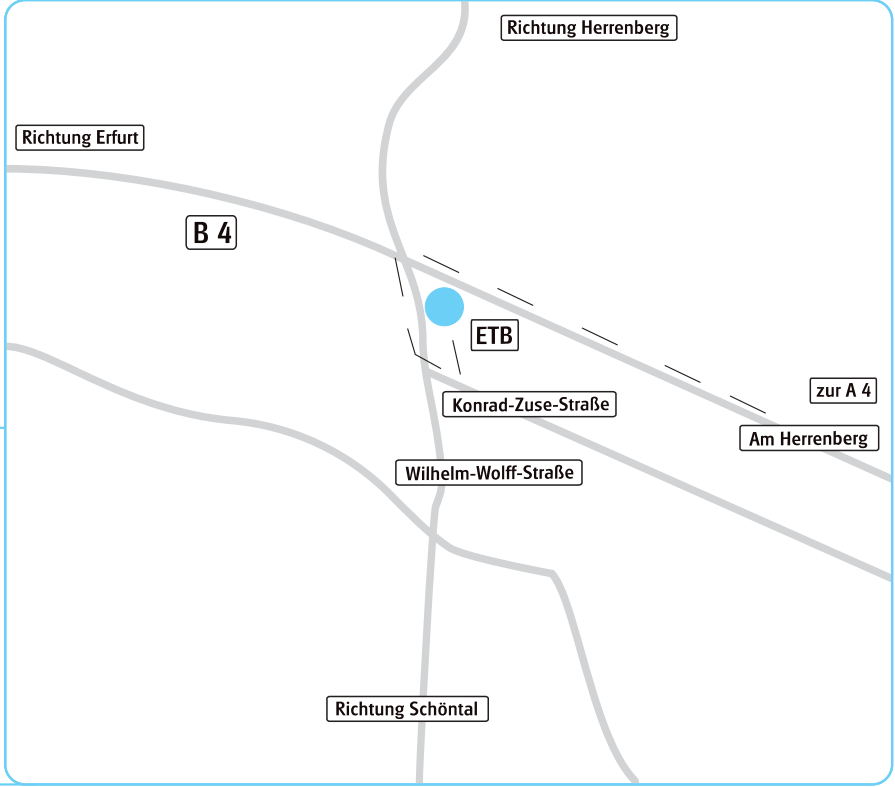 Richtung Herrenberg
Richtung Erfurt
B 4
ETB
zur A 4
Konrad-Zuse-Straße
Am Herrenberg
Wilhelm-Wolff-Straße
Richtung Schöntal